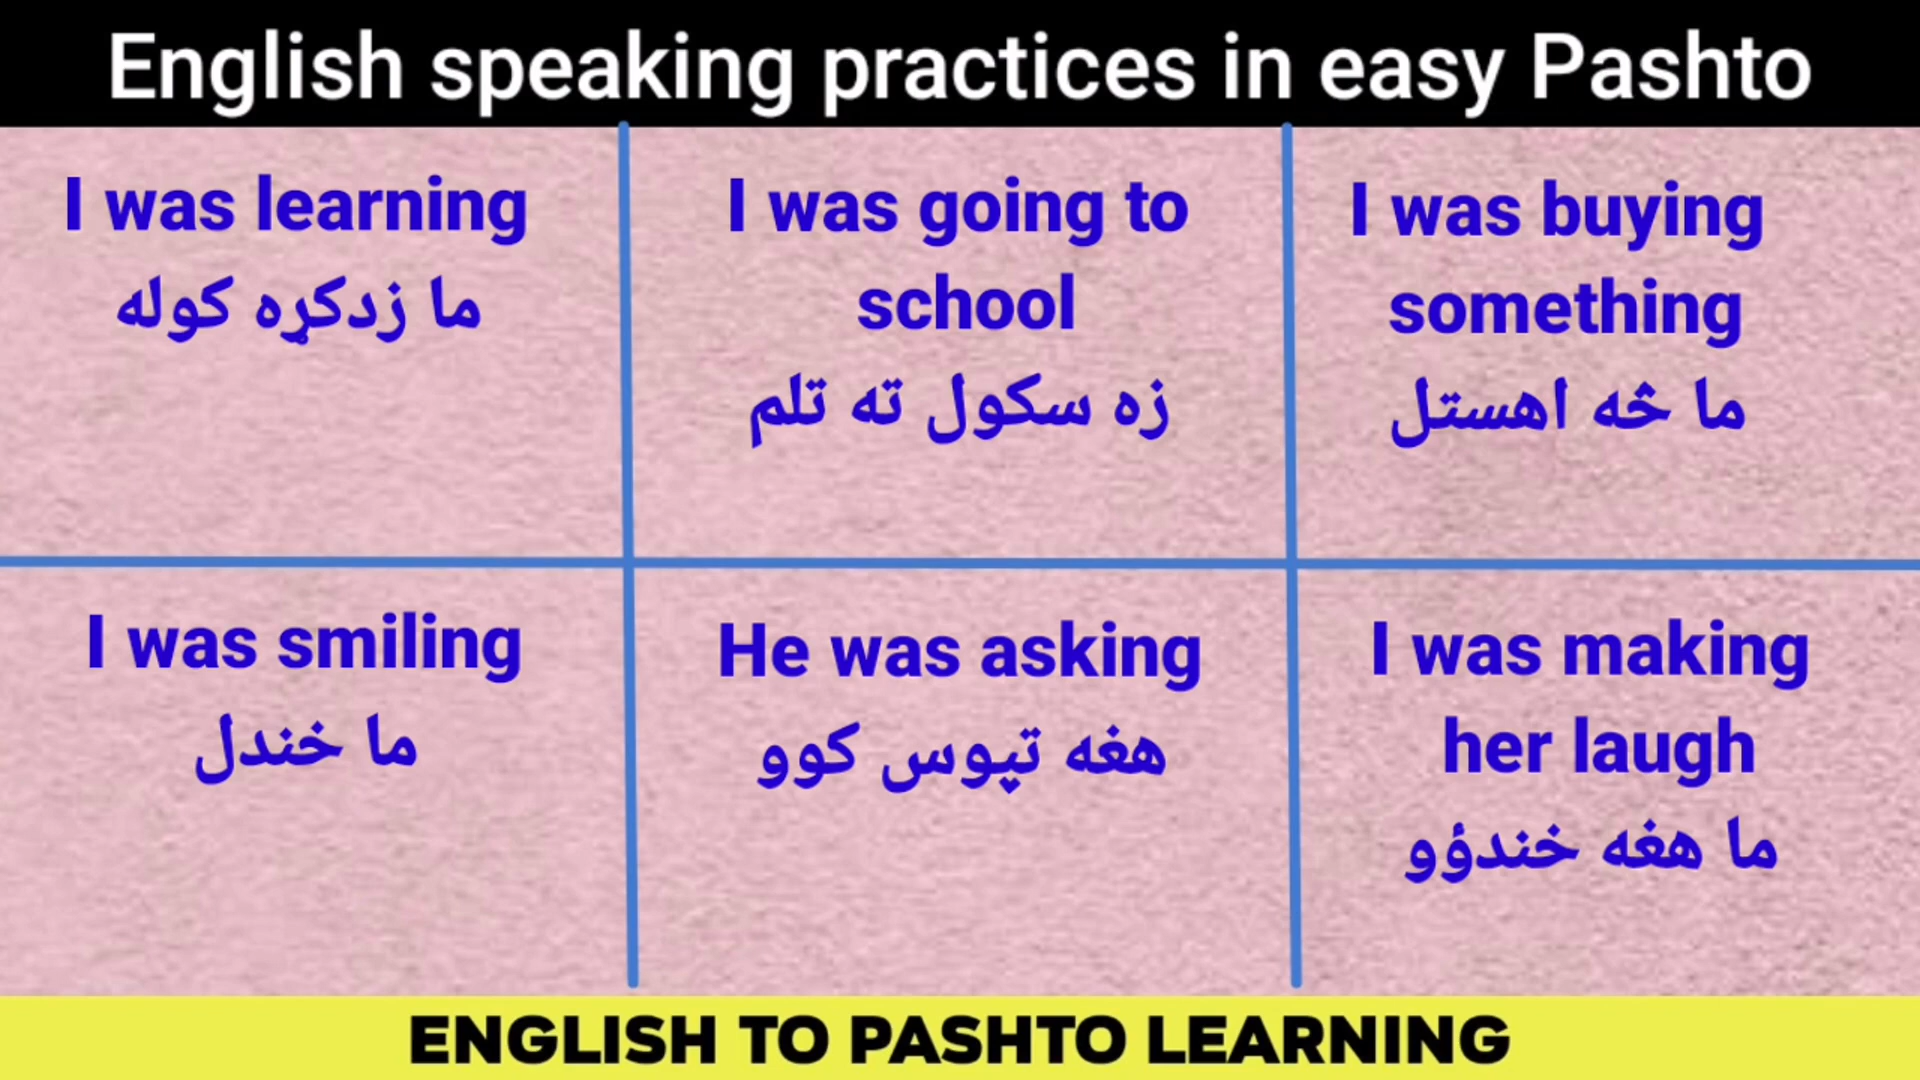 English speaking practices in easy Pashto
I was learning
ما زدکړه کوله
I was going to
school
زه سکول ته تلم
I was buying
something
ما څه اهستل
I was smiling
ما خندل
He was asking
هغه تپوس کوو
I was making
her laugh
ما هغه خندؤو
ENGLISH TO PASHTO LEARNING